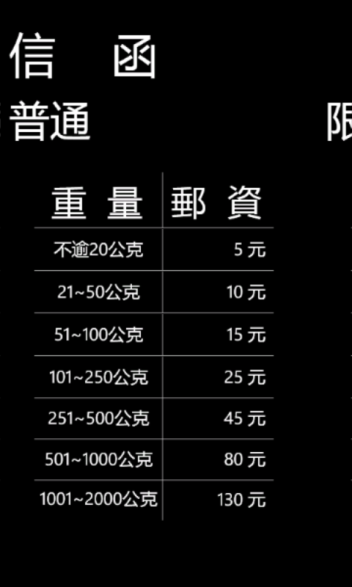 信 函
普通
限
重量 郵資
不逾20公克 5 元
21~50公克 10 元
51~100公克 15 元
101~250公克 25 元
251~500公克 45 元
501~1000公克 80 元
1001~2000公克 130 元